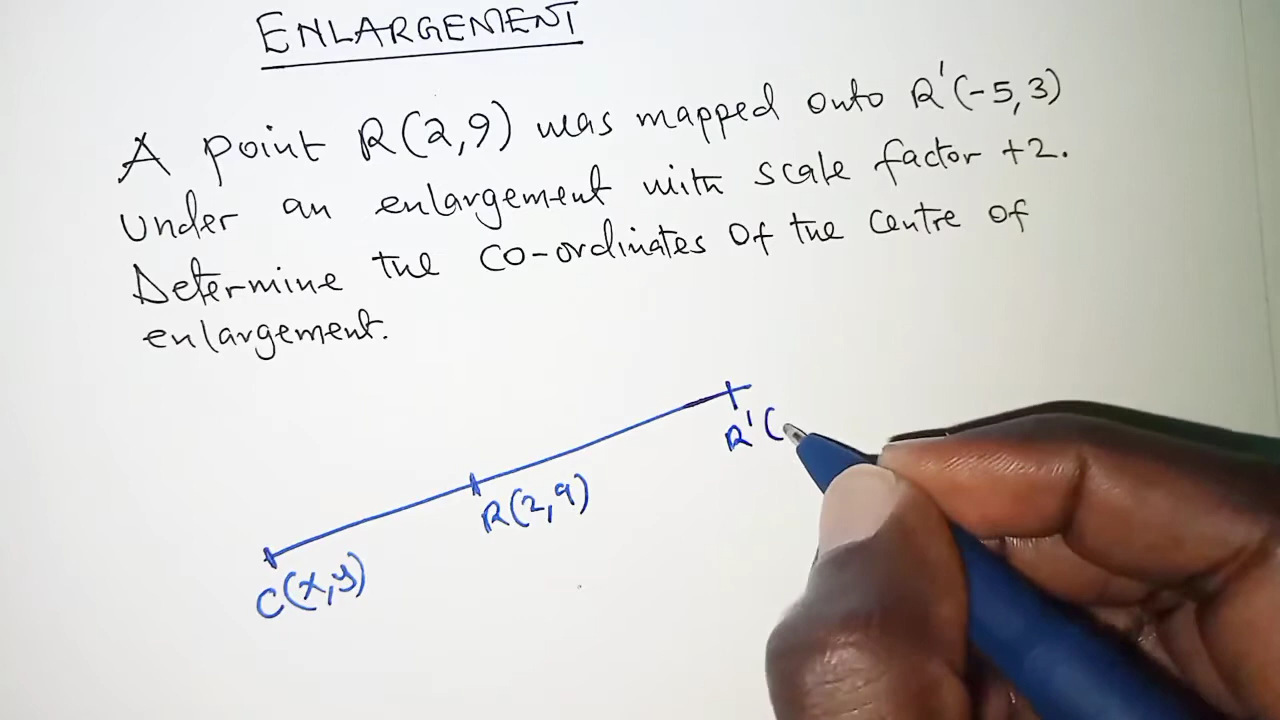 ENLARGEMENT
A point R(2,9) was mapped onto R'(-5,3)
under an enlargement with scale factor +2.
Determine the co-ordinates of the centre of
enlargement.
R'(
R(2,9)
C(x,y)